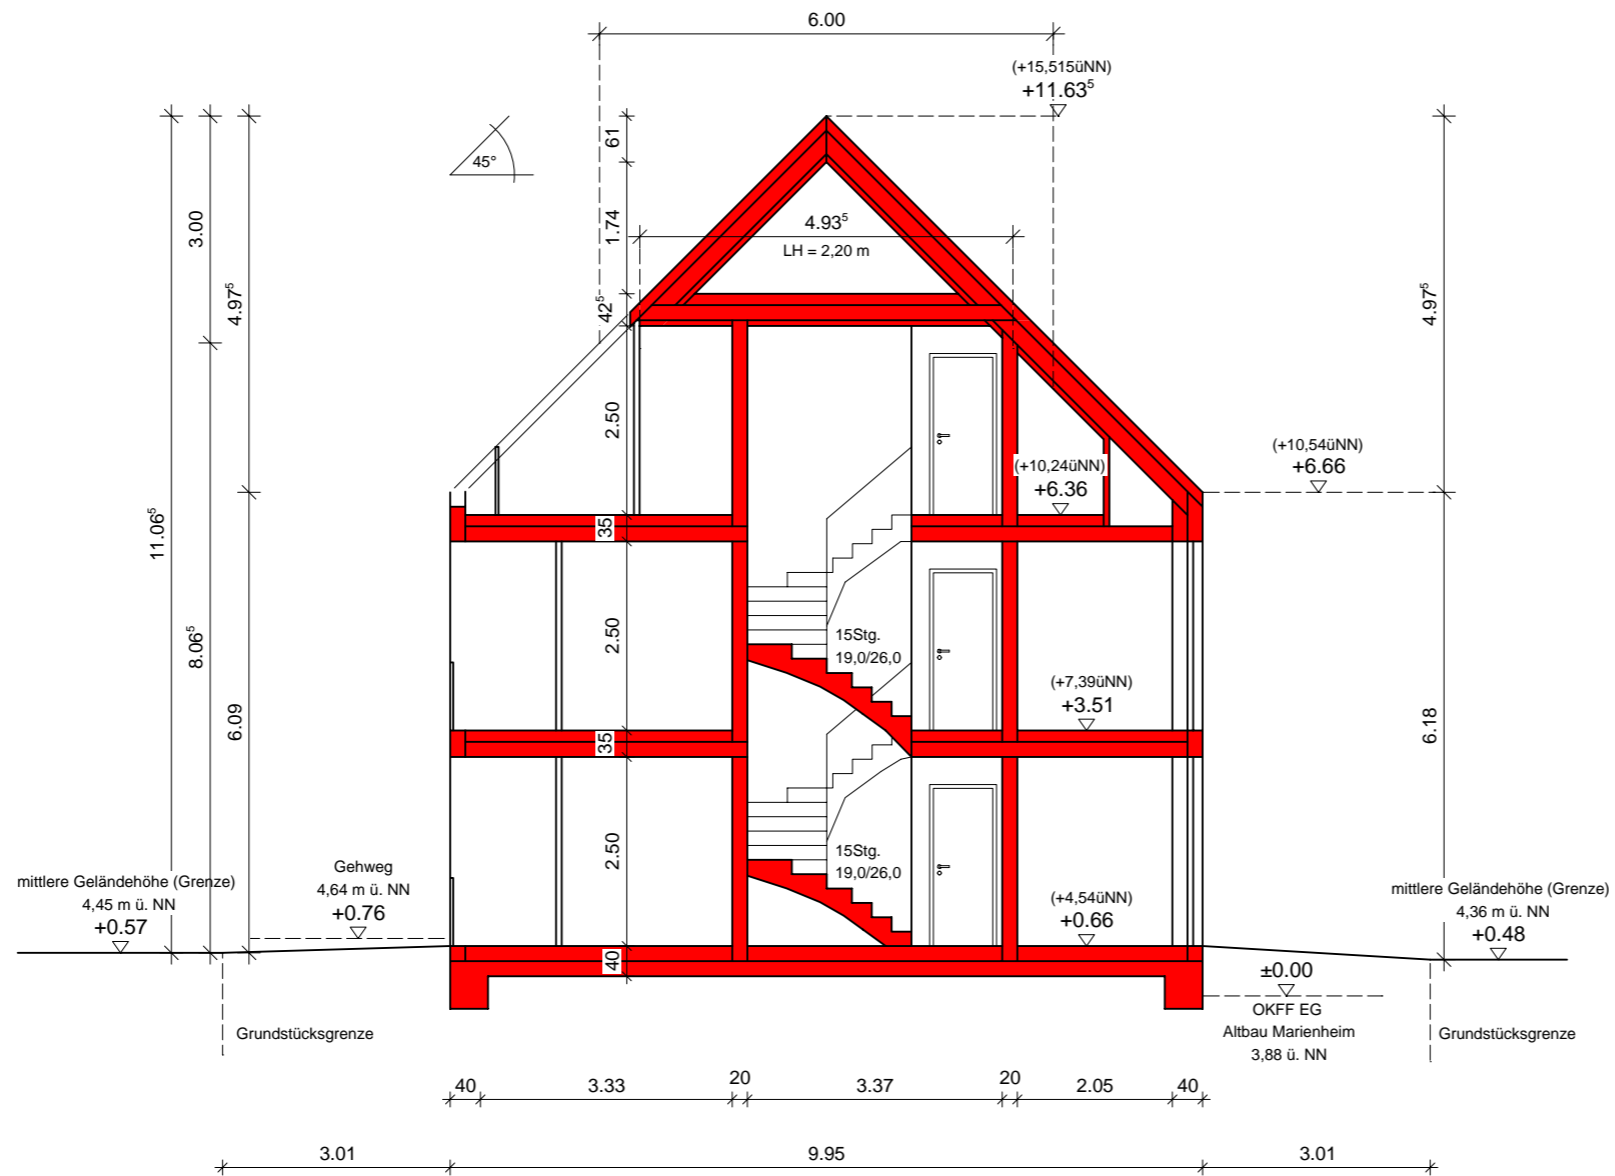 6.00
(+15,515üNN)
+11.63⁵
61
45°
3.00
1.74
4.93⁵
LH = 2,20 m
4.97⁵
42⁵
4.97⁵
2.50
(+10,54üNN)
+6.66
(+10,24üNN)
+6.36
11.06⁵
35
8.06⁵
2.50
15Stg.
19,0/26,0
(+7,39üNN)
+3.51
6.09
6.18
35
2.50
15Stg.
19,0/26,0
Gehweg
4,64 m ü. NN
+0.76
mittlere Geländehöhe (Grenze)
4,45 m ü. NN
+0.57
(+4,54üNN)
+0.66
mittlere Geländehöhe (Grenze)
4,36 m ü. NN
+0.48
40
±0.00
OKFF EG
Altbau Marienheim
3,88 ü. NN
Grundstücksgrenze
Grundstücksgrenze
40 3.33 20 3.37 20 2.05 40
3.01 9.95 3.01